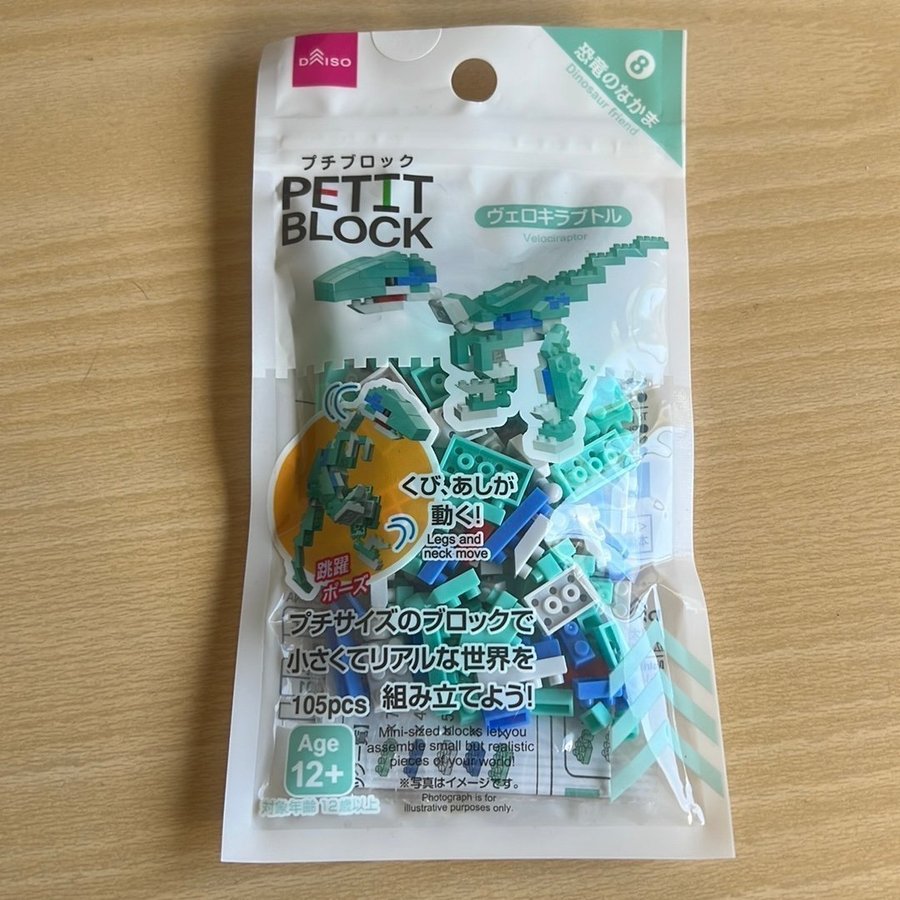 DAISO
8
恐竜のなかま
Dinosaur friend
プチブロック
PETIT
BLOCK
ヴェロキラプトル
Velociraptor
くび、あしが
動く!
Legs and
neck move
跳躍
ポーズ
プチサイズのブロックで
小さくてリアルな世界を
105pcs 組み立てよう!
Mini-sized blocks let you
assemble small but realistic
pieces of your world!
※写真はイメージです。
Photograph is for
illustrative purposes only.
Age
12+
対象年齢 12歳以上